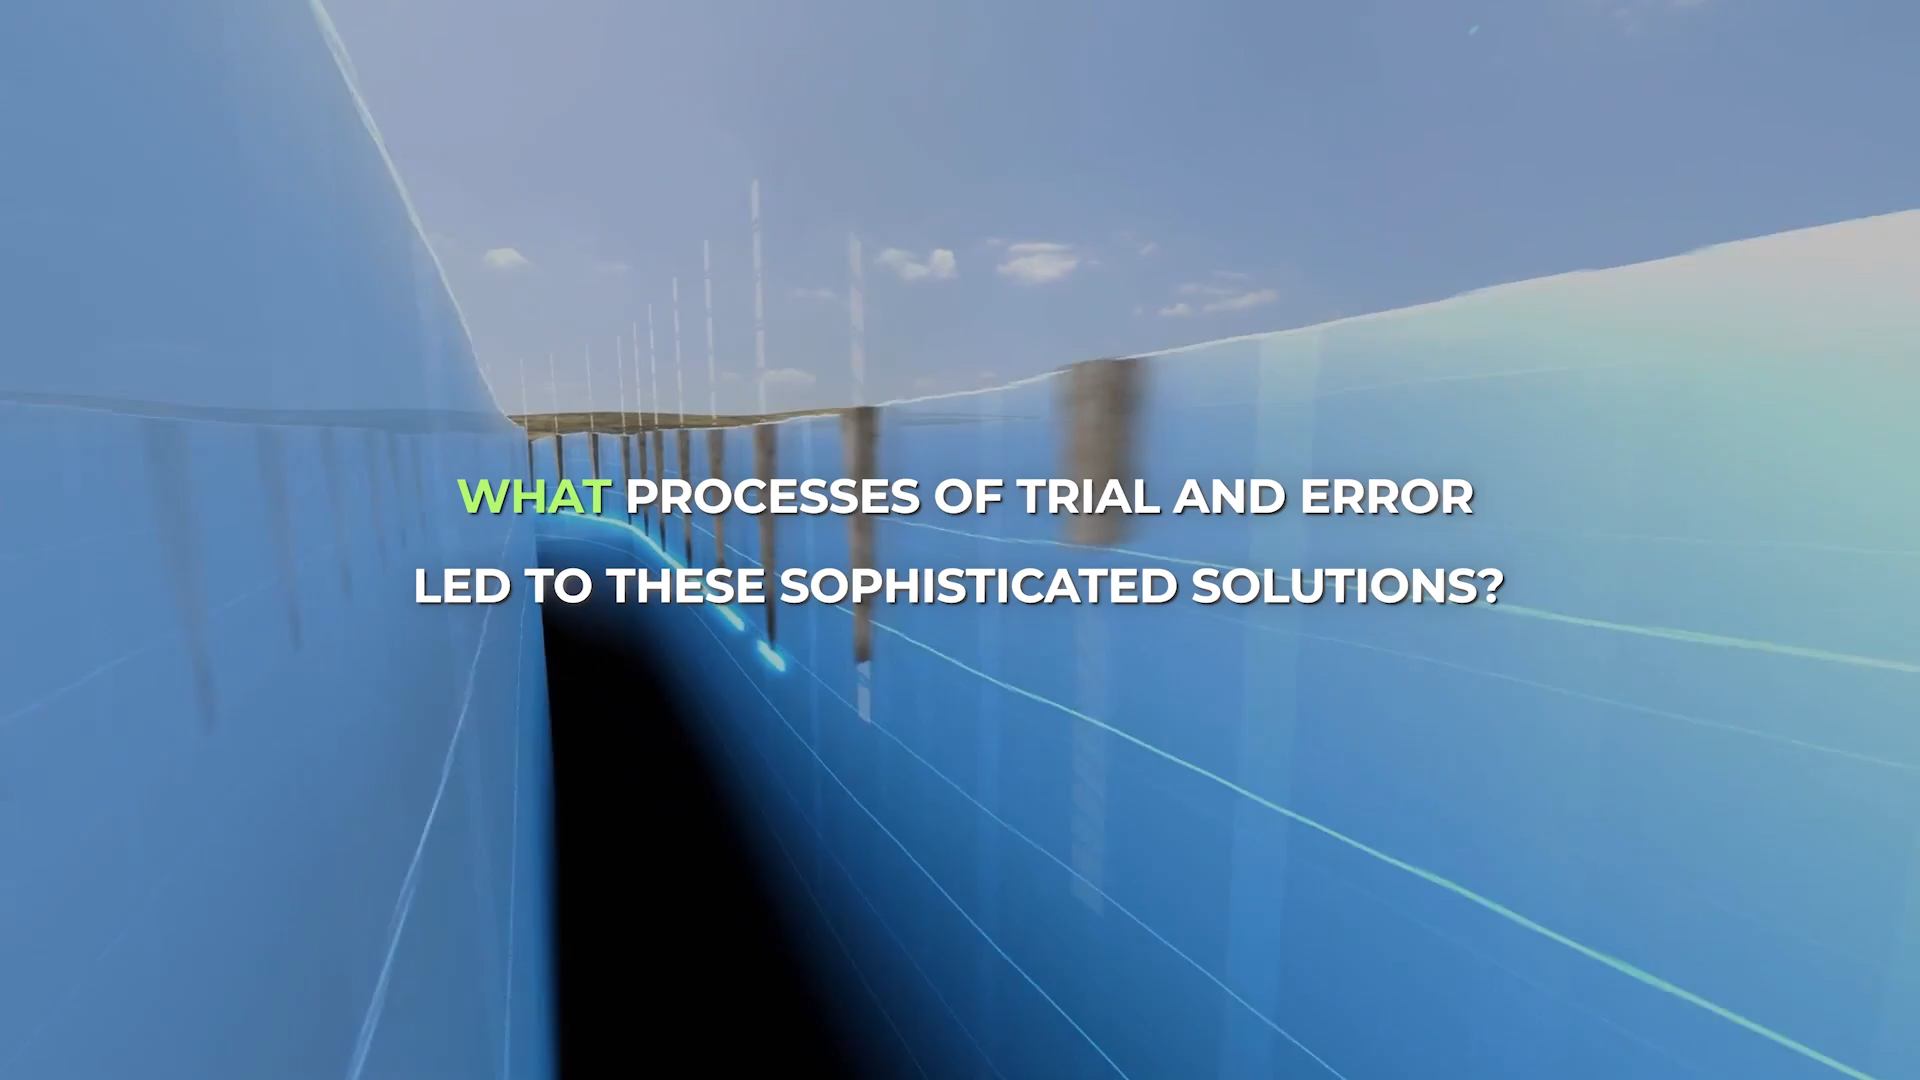 WHAT PROCESSES OF TRIAL AND ERROR
LED TO THESE SOPHISTICATED SOLUTIONS?